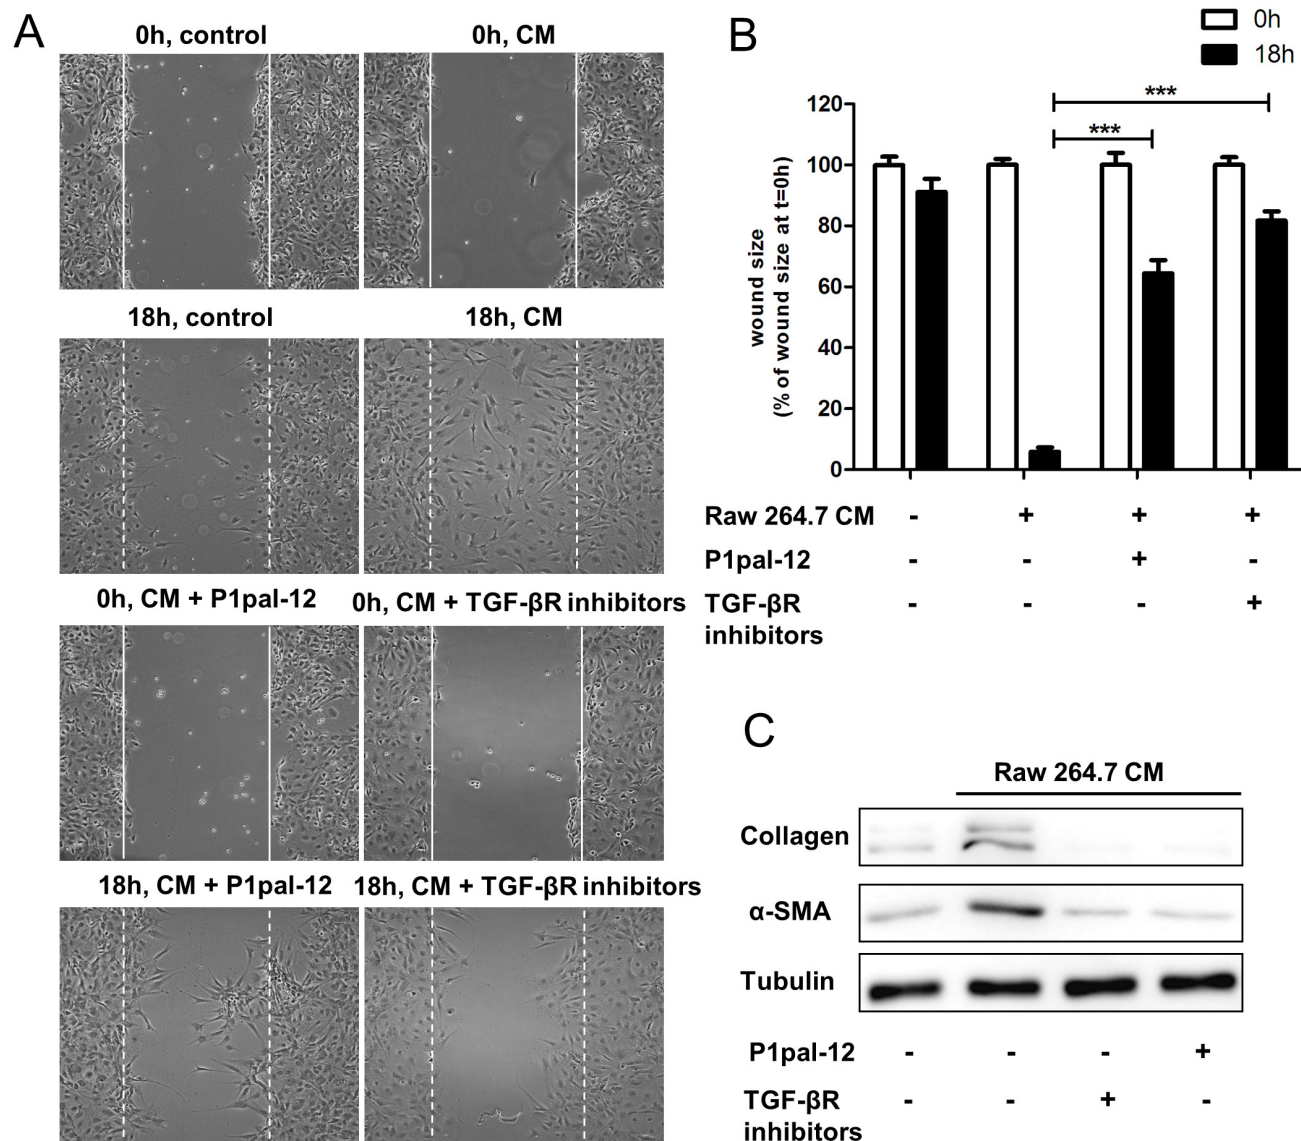 A
0h, control
0h, CM
18h, control
18h, CM
0h, CM + P1pal-12
0h, CM + TGF-βR inhibitors
18h, CM + P1pal-12
18h, CM + TGF-βR inhibitors
B
0h
18h
wound size
(% of wound size at t=0h)
120
100
80
60
40
20
0
***
***
Raw 264.7 CM - + + +
P1pal-12 - - + -
TGF-βR - - - +
inhibitors
C
Raw 264.7 CM
Collagen
α-SMA
Tubulin
P1pal-12 - - - +
TGF-βR - - + -
inhibitors